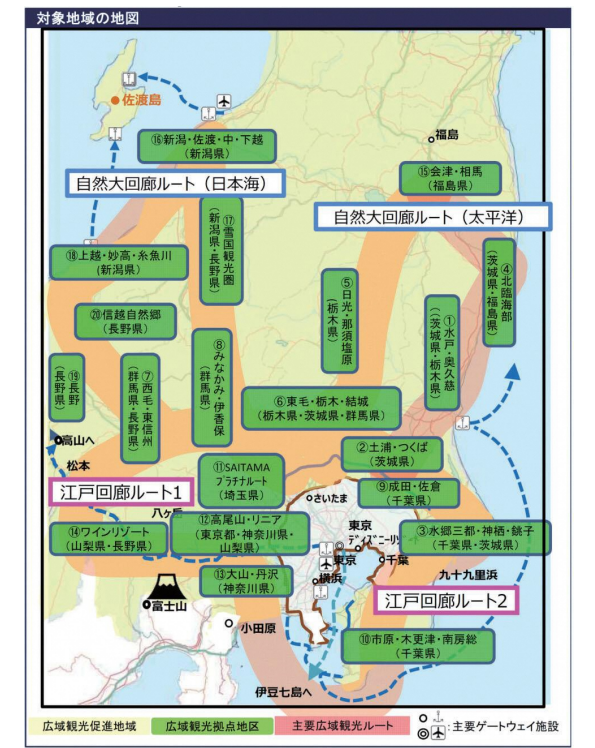 対象地域の地図
佐渡島
⑯新潟・佐渡・中・下越
(新潟県)
福島
⑮会津・相馬
(福島県)
自然大回廊ルート(日本海)
自然大回廊ルート(太平洋)
⑰雪国観光圏
(新潟県・長野県)
⑱上越・妙高・糸魚川
(新潟県)
④北臨海部
(茨城県・福島県)
⑤日光・那須塩原
(栃木県)
①水戸・奥久慈
(茨城県・栃木県)
⑳信越自然郷
(長野県)
⑧みなかみ・伊香保
(群馬県)
⑲長野
(長野県)
⑦西毛・東信州
(群馬県・長野県)
⑥東毛・栃木・結城
(栃木県・茨城県・群馬県)
高山へ
松本
②土浦・つくば
(茨城県)
⑪SAITAMA
プラチナルート
(埼玉県)
江戸回廊ルート1
さいたま
⑨成田・佐倉
(千葉県)
八ヶ岳
⑫高尾山・リニア
(東京都・神奈川県・
山梨県)
⑭ワインリゾート
(山梨県・長野県)
東京
ディズニーリ
③水郷三都・神栖・銚子
(千葉県・茨城県)
東京
千葉
横浜
⑬大山・丹沢
(神奈川県)
九十九里浜
富士山
江戸回廊ルート2
小田原
⑩市原・木更津・南房総
(千葉県)
伊豆七島へ
広域観光促進地域
広域観光拠点地区
主要広域観光ルート
:主要ゲートウェイ施設